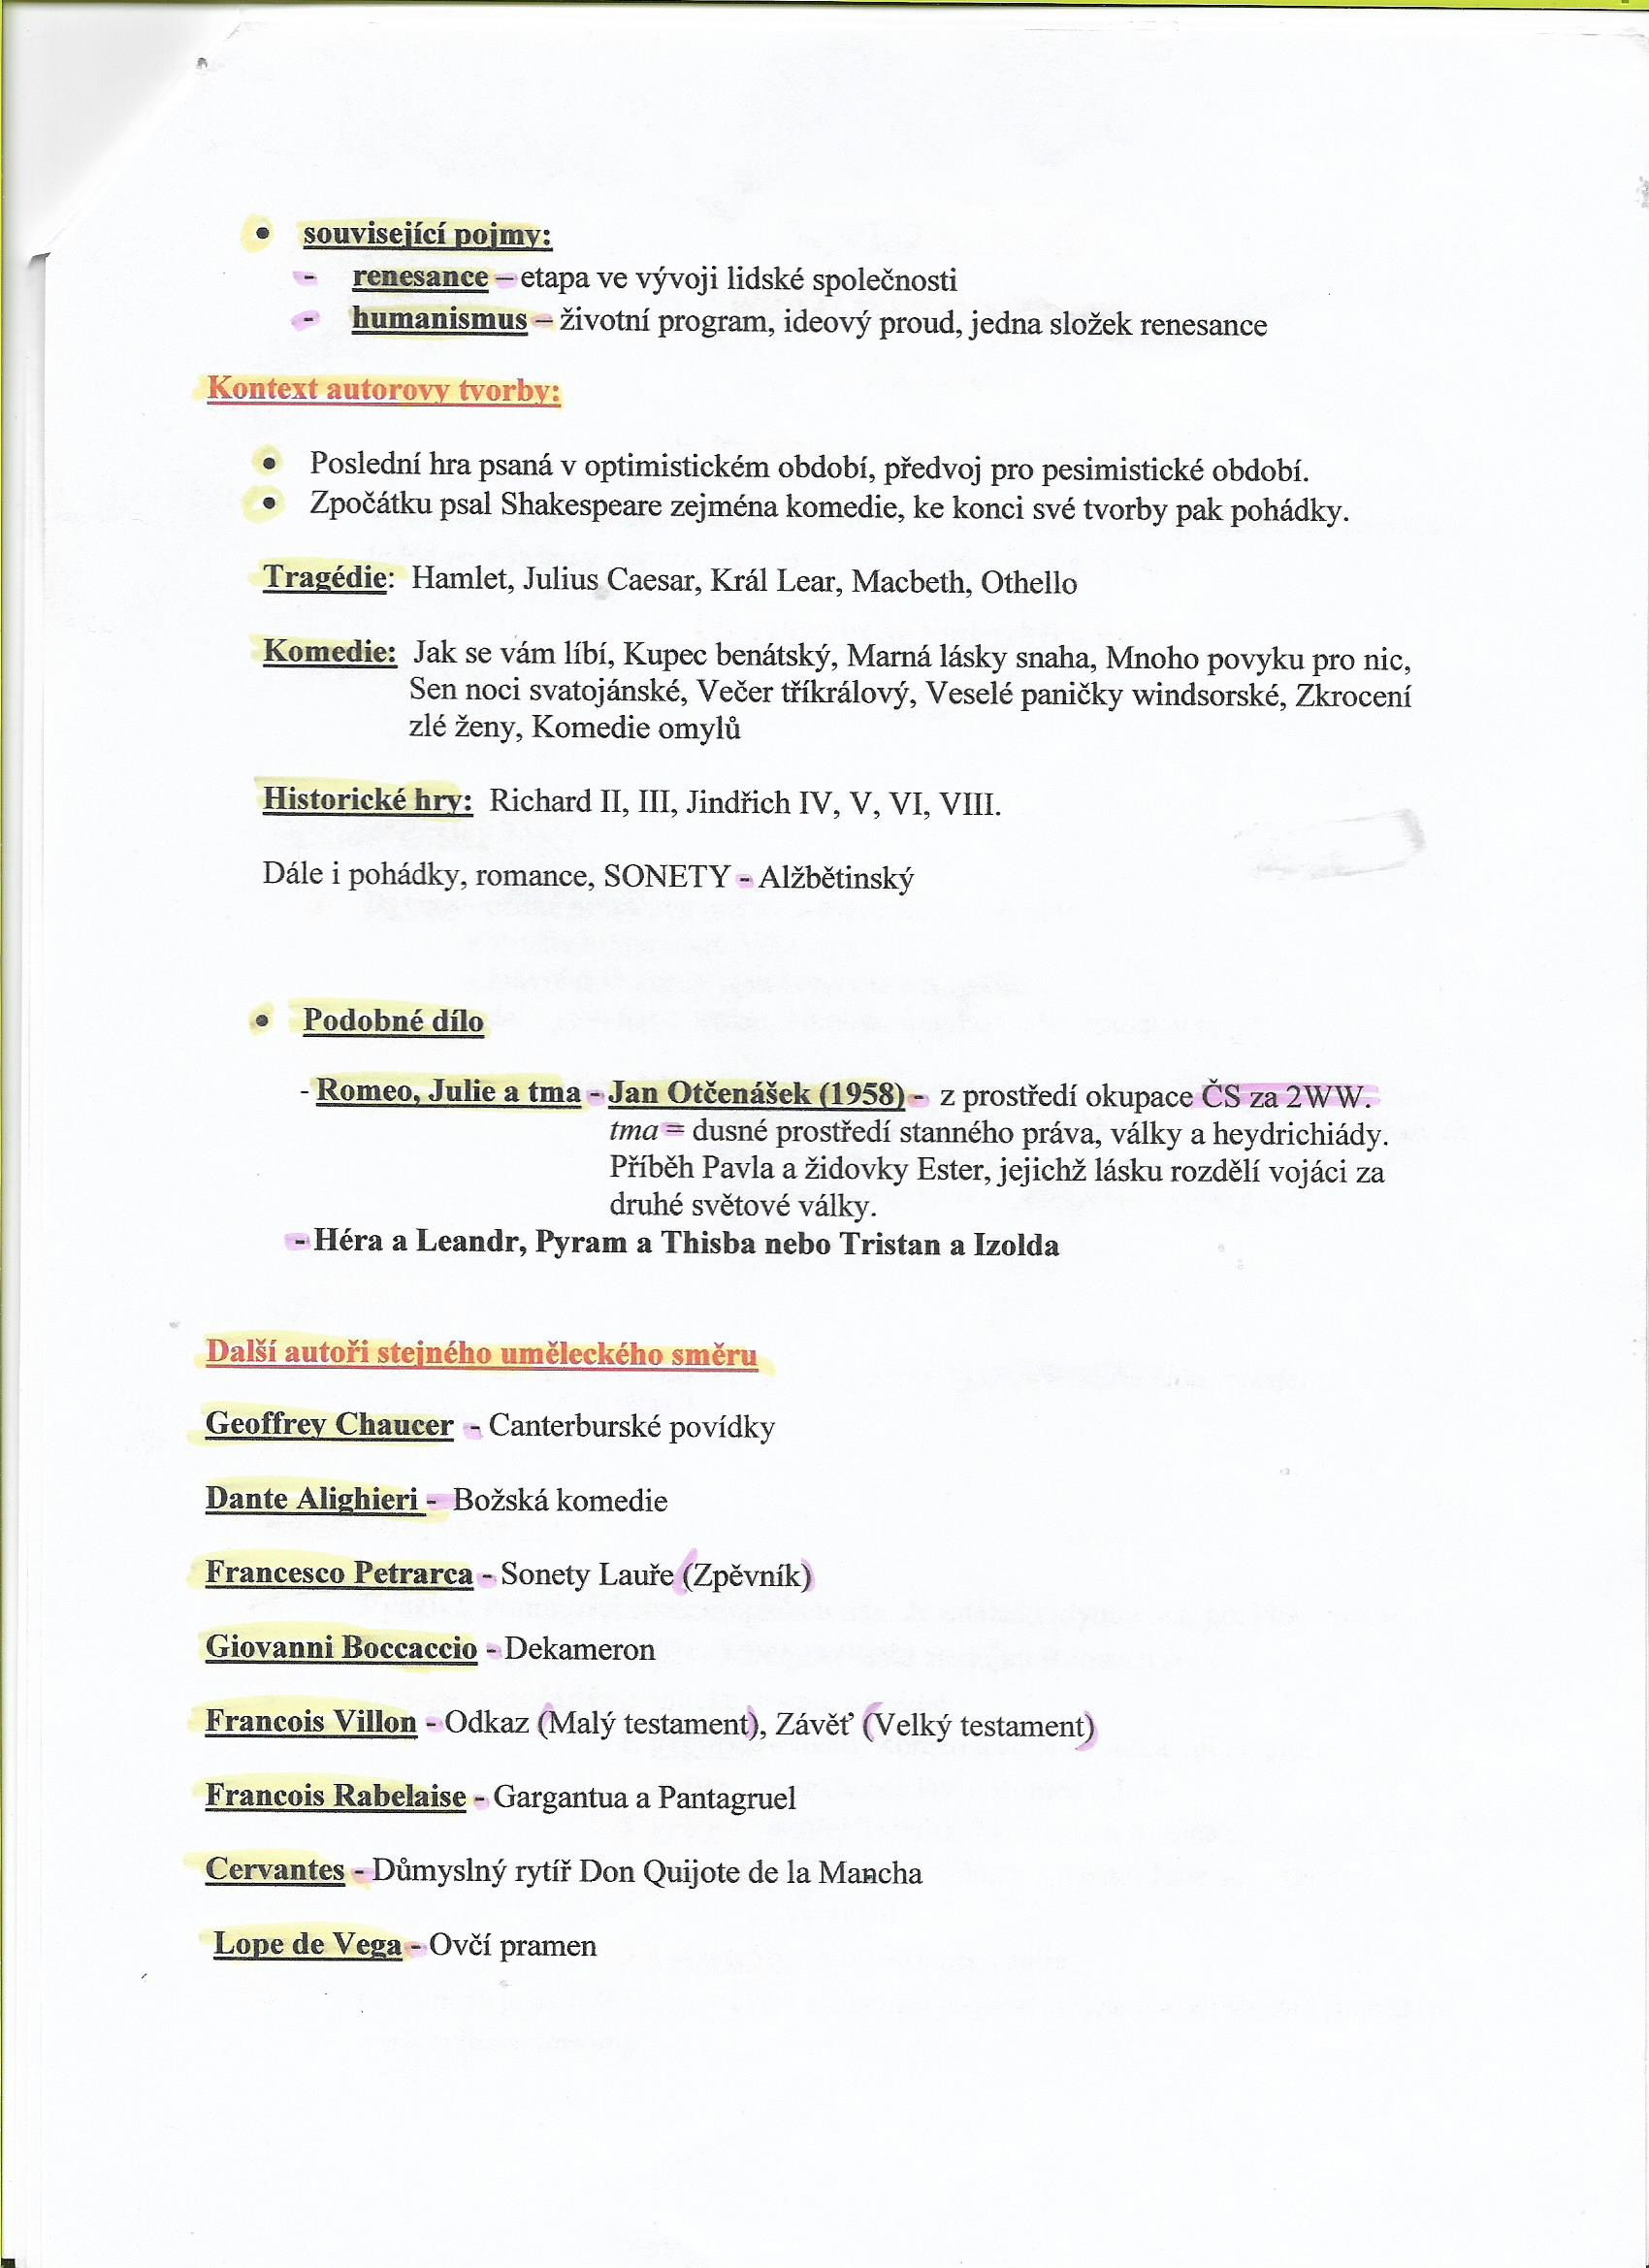 • související pojmy:
- renesance – etapa ve vývoji lidské společnosti
- humanismus – životní program, ideový proud, jedna složek renesance
Kontext autorovy tvorby:
• Poslední hra psaná v optimistickém období, předvoj pro pesimistické období.
• Zpočátku psal Shakespeare zejména komedie, ke konci své tvorby pak pohádky.
Tragédie: Hamlet, Julius Caesar, Král Lear, Macbeth, Othello
Komedie: Jak se vám líbí, Kupec benátský, Marná lásky snaha, Mnoho povyku pro nic,
Sen noci svatojánské, Večer tříkrálový, Veselé paničky windsorské, Zkrocení
zlé ženy, Komedie omylů
Historické hry: Richard II, III, Jindřich IV, V, VI, VIII.
Dále i pohádky, romance, SONETY - Alžbětinský
• Podobné dílo
- Romeo, Julie a tma - Jan Otčenášek (1958) - z prostředí okupace ČS za 2WW.
tma = dusné prostředí stanného práva, války a heydrichiády.
Příběh Pavla a židovky Ester, jejichž lásku rozdělí vojáci za
druhé světové války.
- Héra a Leandr, Pyram a Thisba nebo Tristan a Izolda
Další autoři stejného uměleckého směru
Geoffrey Chaucer - Canterburské povídky
Dante Alighieri - Božská komedie
Francesco Petrarca - Sonety Lauře (Zpěvník)
Giovanni Boccaccio - Dekameron
Francois Villon - Odkaz (Malý testament), Závěť (Velký testament)
Francois Rabelaise - Gargantua a Pantagruel
Cervantes - Důmyslný rytíř Don Quijote de la Mancha
Lope de Vega - Ovčí pramen